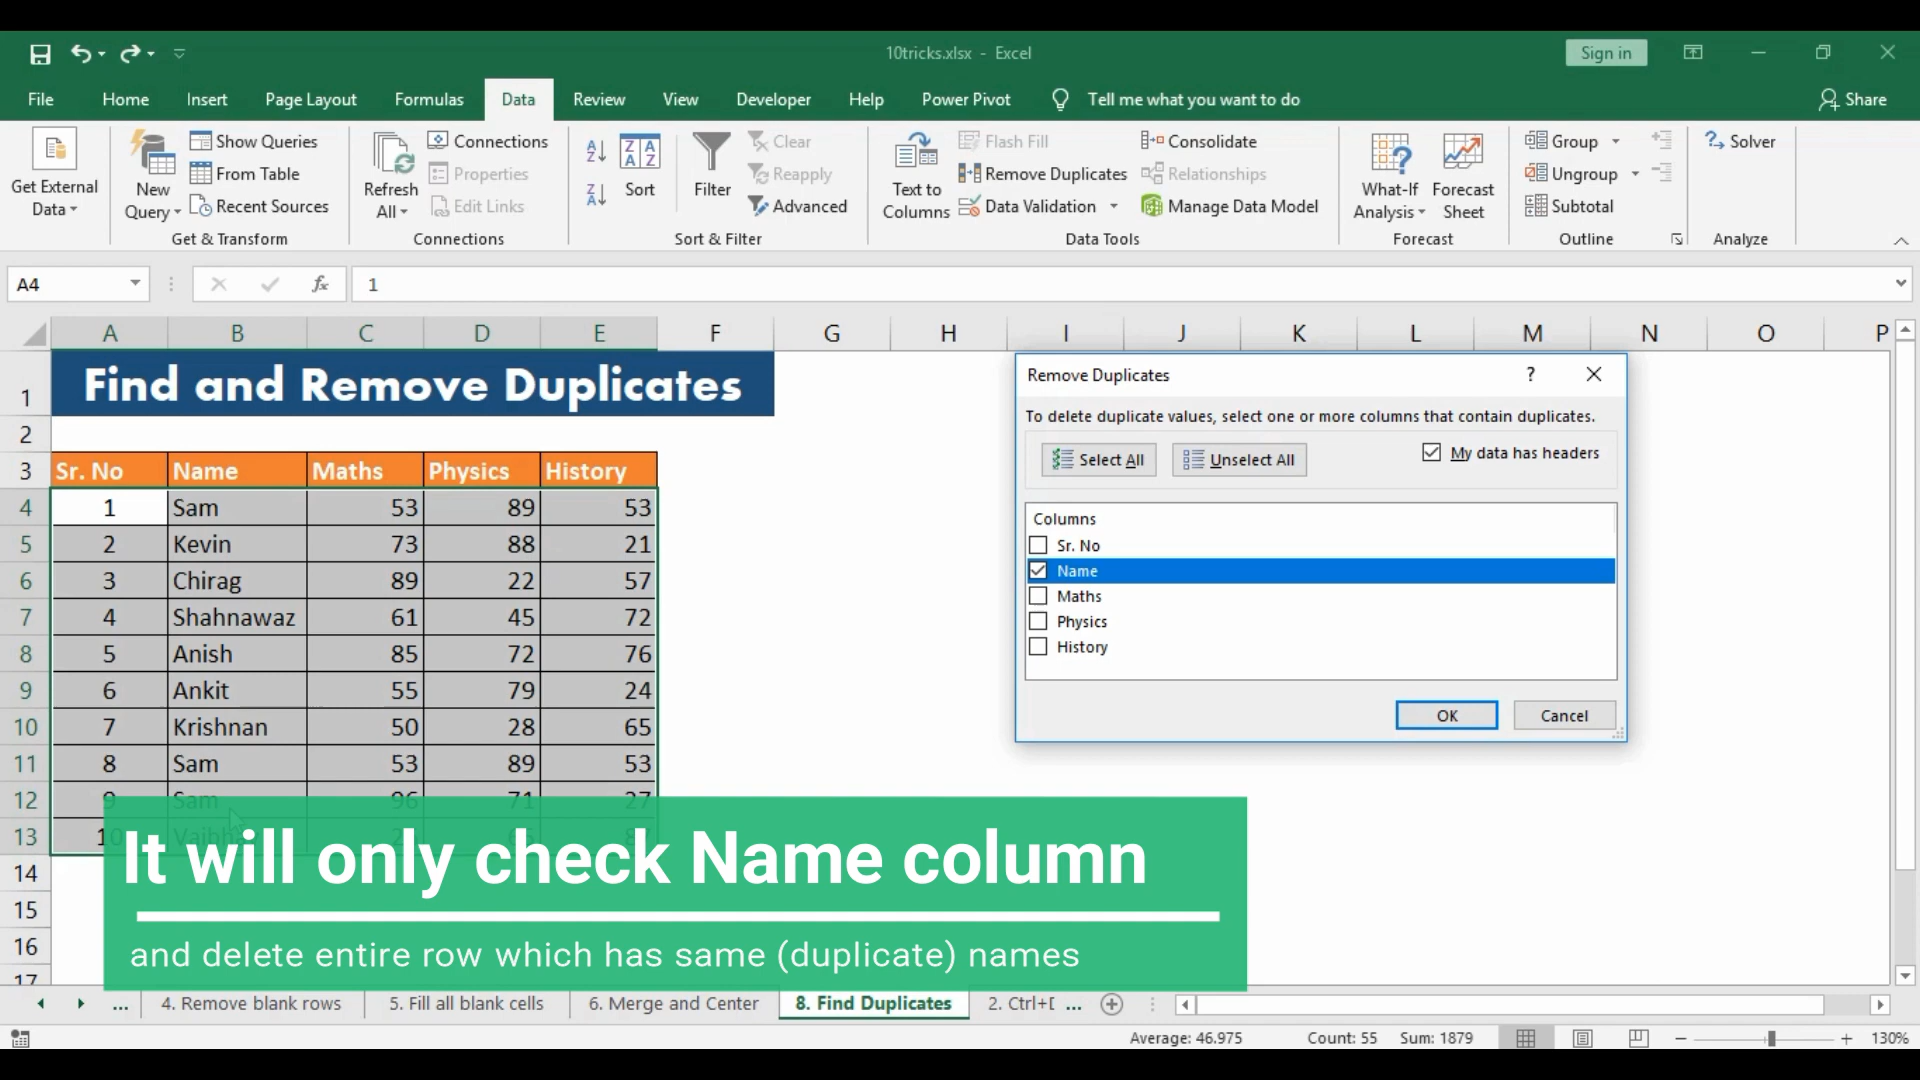 10tricks.xlsx - Excel
Sign in
File Home Insert Page Layout Formulas Data Review View Developer Help Power Pivot Tell me what you want to do Share
Get External Data
New Query
Show Queries
From Table
Recent Sources
Get & Transform
Refresh All
Connections
Properties
Edit Links
Connections
Sort
Filter
Clear
Reapply
Advanced
Sort & Filter
Text to Columns
Flash Fill
Remove Duplicates
Data Validation
Consolidate
Relationships
Manage Data Model
Data Tools
What-If Analysis
Forecast Sheet
Forecast
Group
Ungroup
Subtotal
Outline
Solver
Analyze
A4 fx 1
A B C D E F G H I J K L M N O P
1 Find and Remove Duplicates
2
3 Sr. No Name Maths Physics History
4 1 Sam 53 89 53
5 2 Kevin 73 88 21
6 3 Chirag 89 22 57
7 4 Shahnawaz 61 45 72
8 5 Anish 85 72 76
9 6 Ankit 55 79 24
10 7 Krishnan 50 28 65
11 8 Sam 53 89 53
12 9 Sam 96 71 27
13 10
14
15
16
17
Remove Duplicates ?
To delete duplicate values, select one or more columns that contain duplicates.
Select All Unselect All My data has headers
Columns
Sr. No
Name
Maths
Physics
History
OK Cancel
It will only check Name column
and delete entire row which has same (duplicate) names
... 4. Remove blank rows 5. Fill all blank cells 6. Merge and Center 8. Find Duplicates 2. Ctrl+E ...
Average: 46.975 Count: 55 Sum: 1879 130%